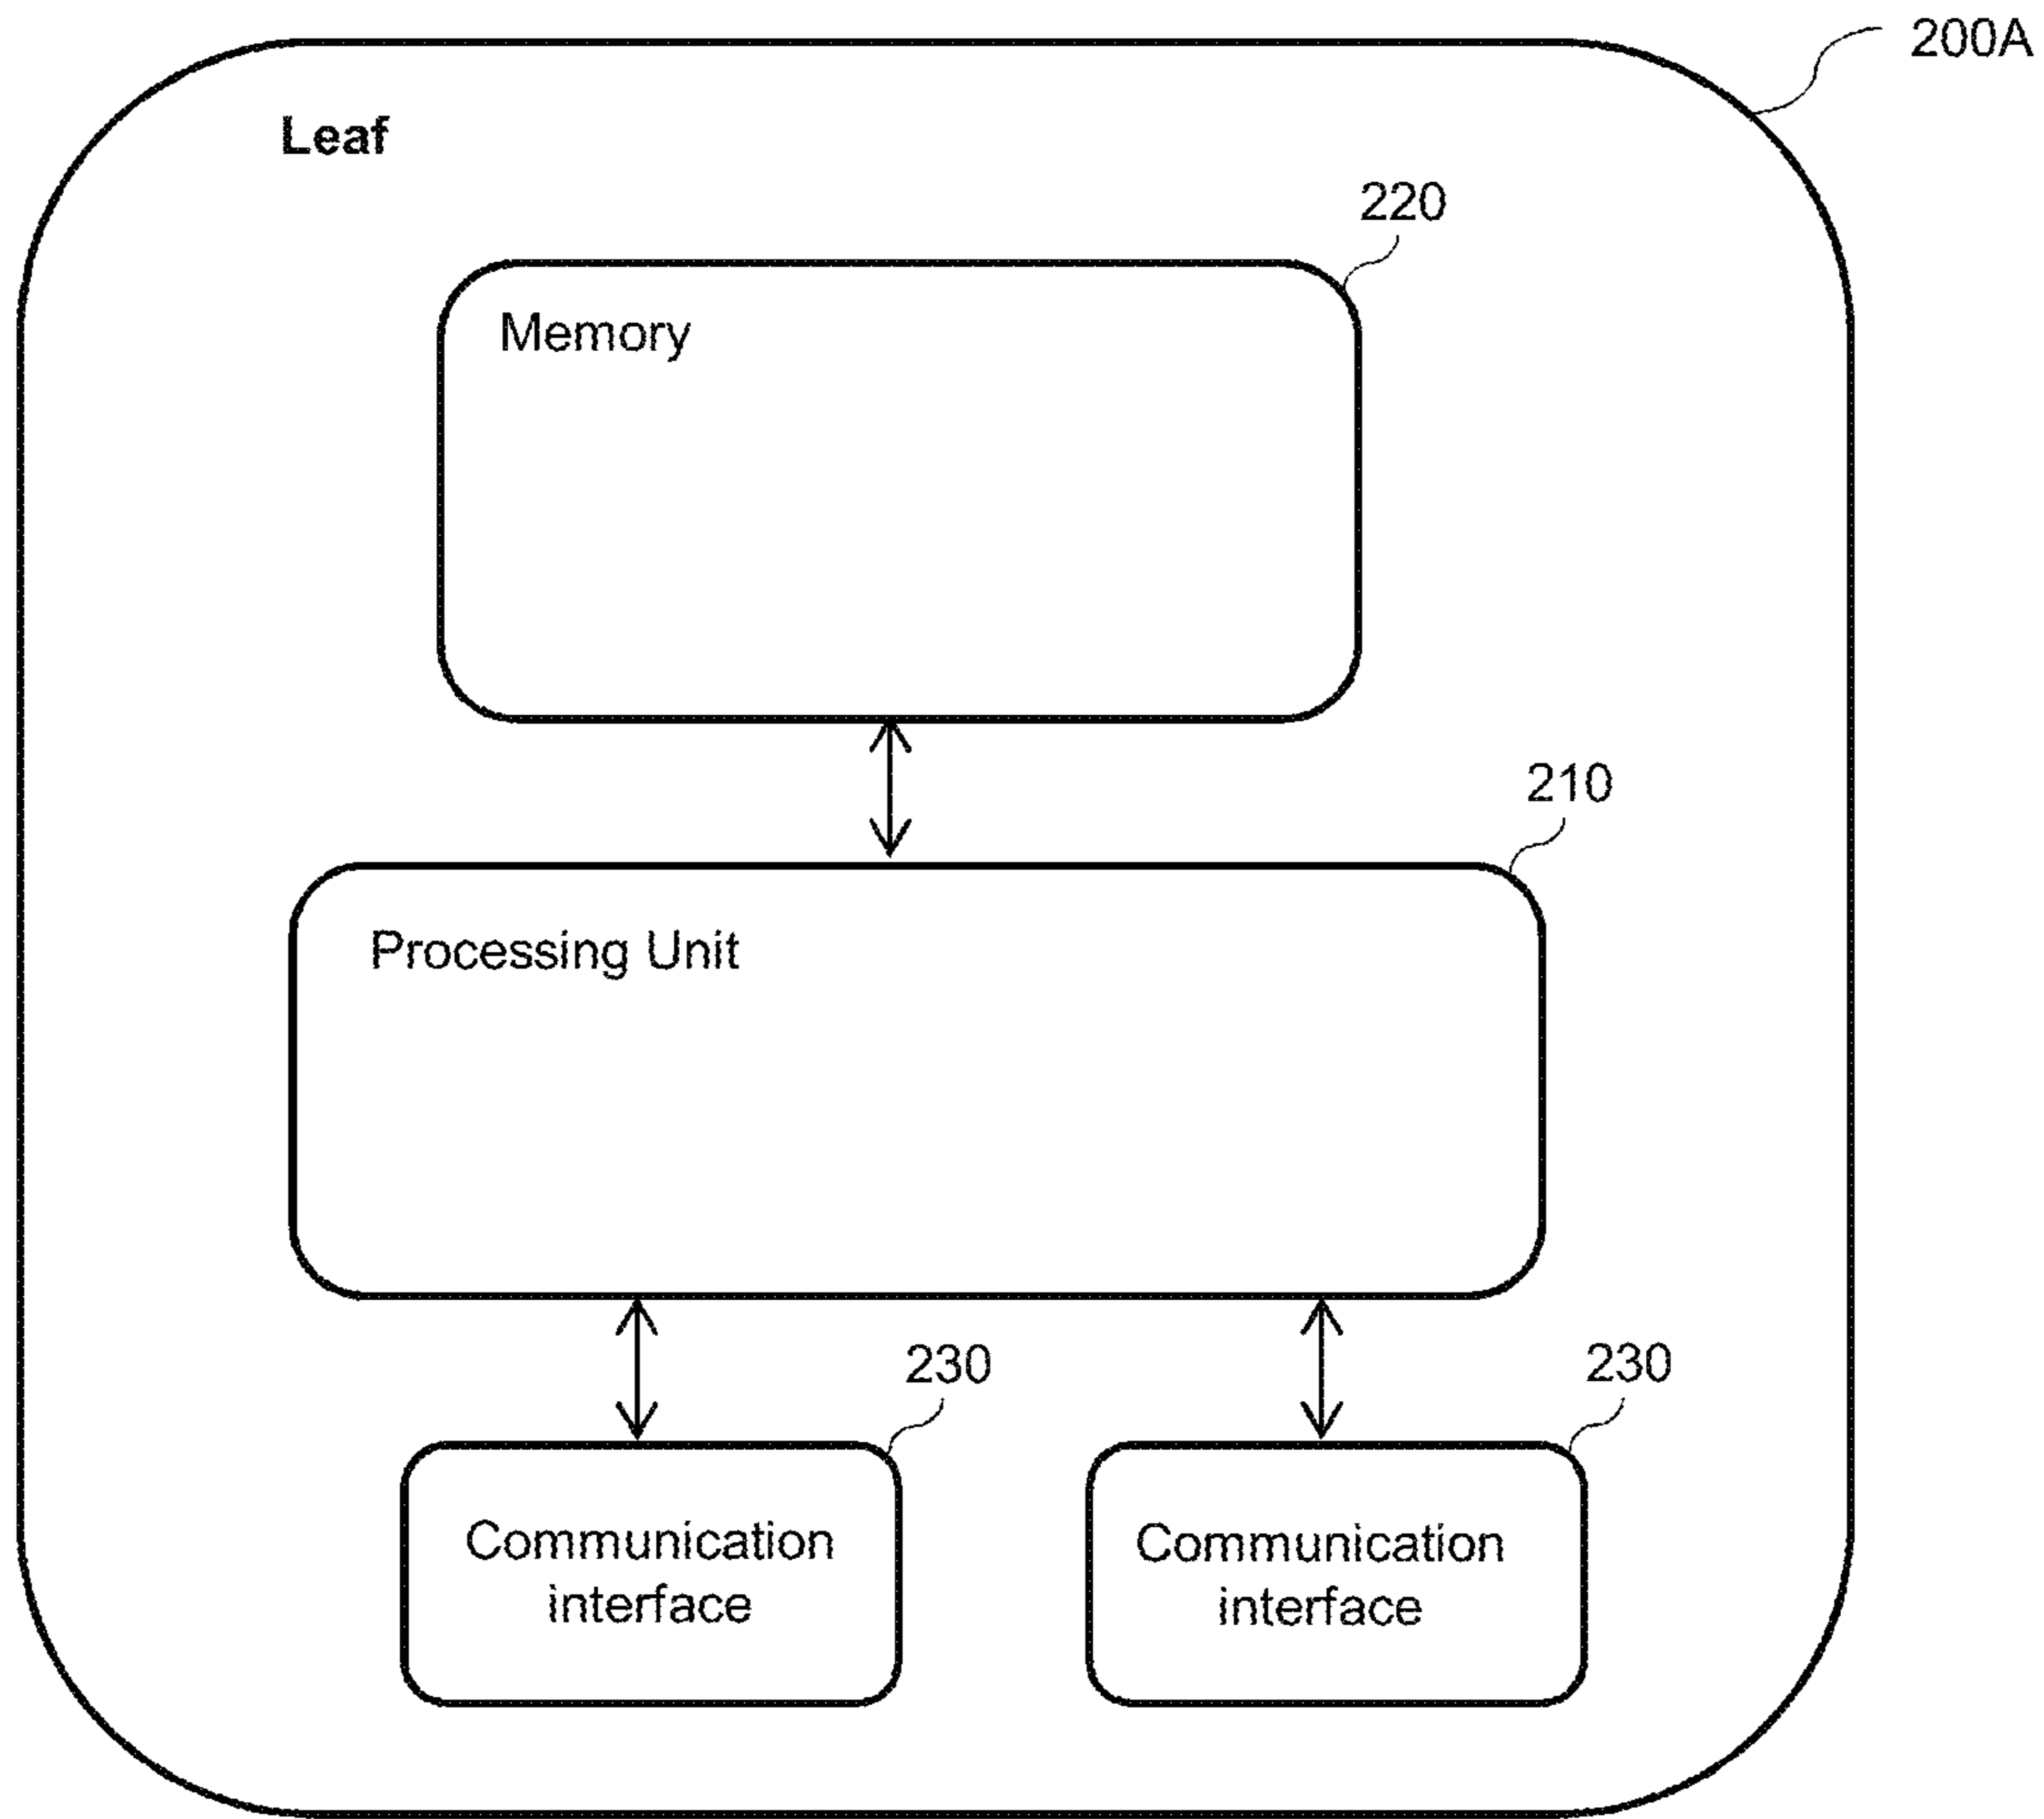 200A
Leaf
220
Memory
210
Processing Unit
230
230
Communication
interface
Communication
interface